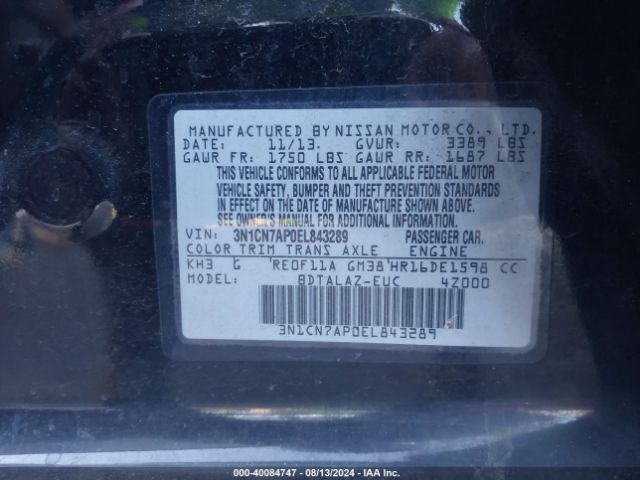 MANUFACTURED BY NISSAN MOTOR CO., LTD.
DATE: 11/13. GVWR: 3389 LBS
GAWR FR: 1750 LBS GAWR RR: 1687 LBS
THIS VEHICLE CONFORMS TO ALL APPLICABLE FEDERAL MOTOR
VEHICLE SAFETY, BUMPER AND THEFT PREVENTION STANDARDS
IN EFFECT ON THE DATE OF MANUFACTURE SHOWN ABOVE.
SEE OWNER'S MANUAL FOR ADDITIONAL INFORMATION.
VIN: 3N1CN7AP0EL843289 PASSENGER CAR.
COLOR TRIM TRANS AXLE ENGINE
KH3 G RE0F11A GM38 HR16DE1598 CC
MODEL: BDTALAZ-EUC 4Z000
3N1CN7AP0EL843289
000-40084747 - 08/13/2024 - IAA Inc.